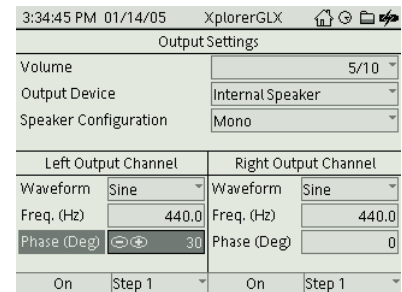 3:34:45 PM 01/14/05 XplorerGLX
Output Settings
Volume 5/10
Output Device Internal Speaker
Speaker Configuration Mono
Left Output Channel Right Output Channel
Waveform Sine Waveform Sine
Freq. (Hz) 440.0 Freq. (Hz) 440.0
Phase (Deg) 30 Phase (Deg) 0
On Step 1 On Step 1